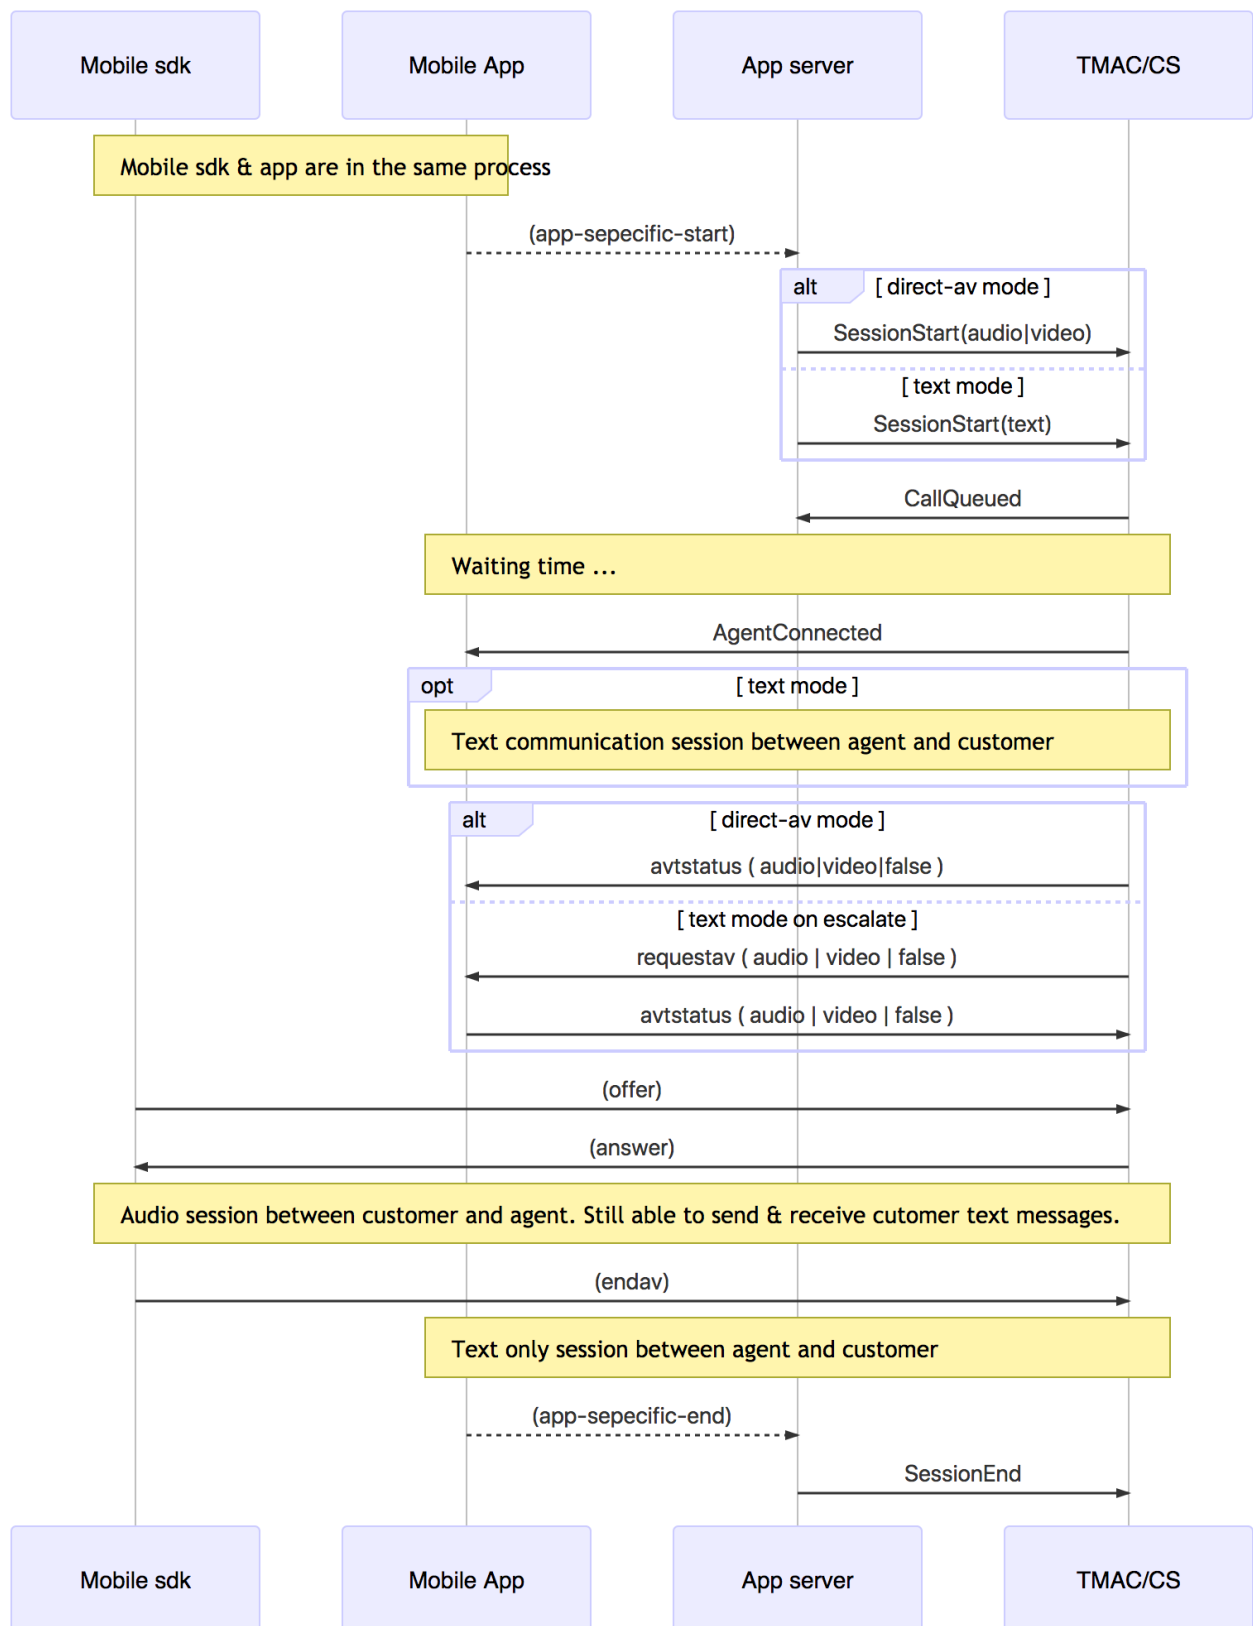 Mobile sdk
Mobile App
App server
TMAC/CS
Mobile sdk & app are in the same process
(app-sepecific-start)
alt
[ direct-av mode ]
SessionStart(audio|video)
[ text mode ]
SessionStart(text)
CallQueued
Waiting time ...
AgentConnected
opt
[ text mode ]
Text communication session between agent and customer
alt
[ direct-av mode ]
avtstatus ( audio|video|false )
[ text mode on escalate ]
requestav ( audio | video | false )
avtstatus ( audio | video | false )
(offer)
(answer)
Audio session between customer and agent. Still able to send & receive cutomer text messages.
(endav)
Text only session between agent and customer
(app-sepecific-end)
SessionEnd
Mobile sdk
Mobile App
App server
TMAC/CS